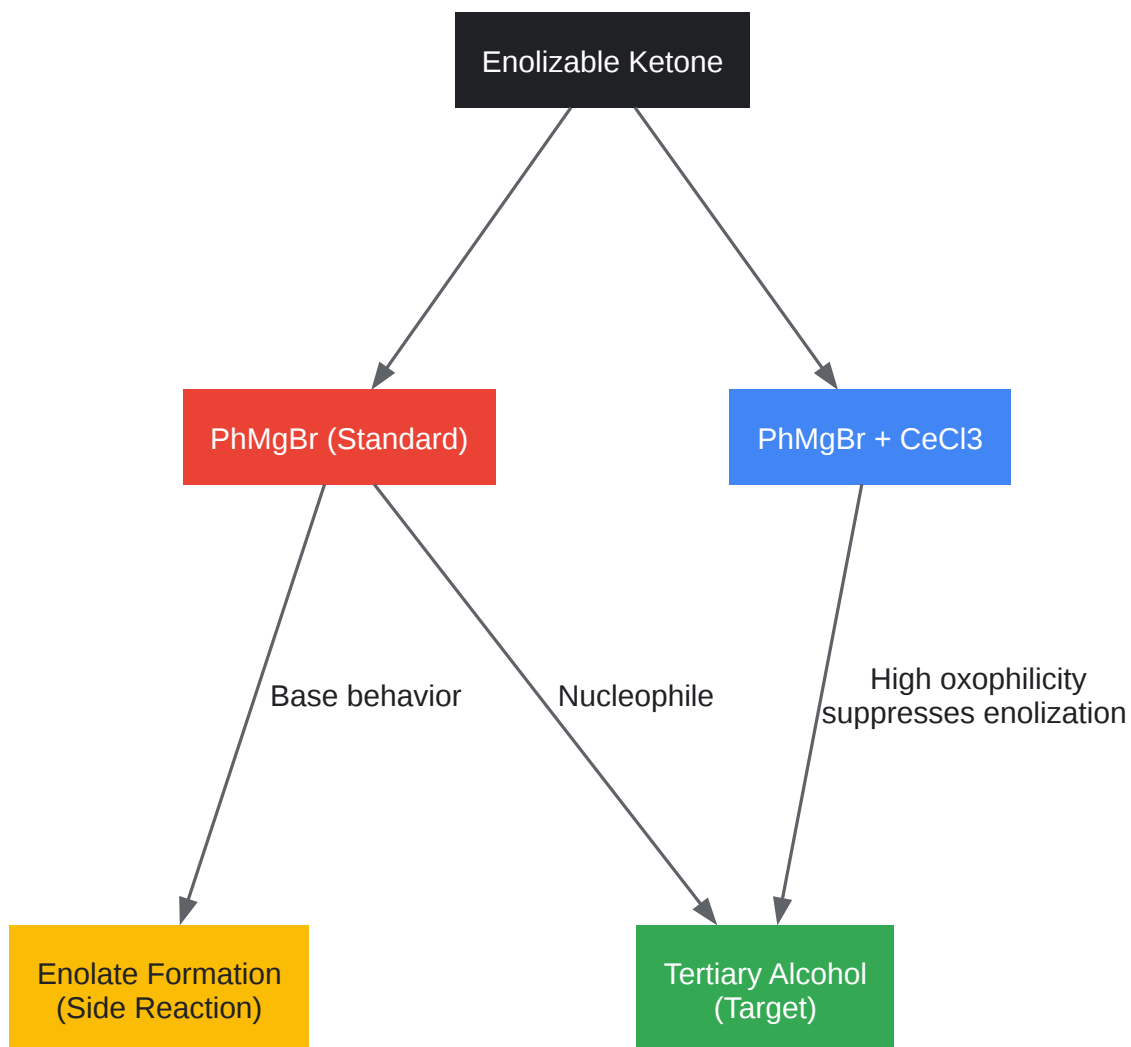 Enolizable Ketone
PhMgBr (Standard)
PhMgBr + CeCl3
Base behavior
Nucleophile
High oxophilicity
suppresses enolization
Enolate Formation
(Side Reaction)
Tertiary Alcohol
(Target)